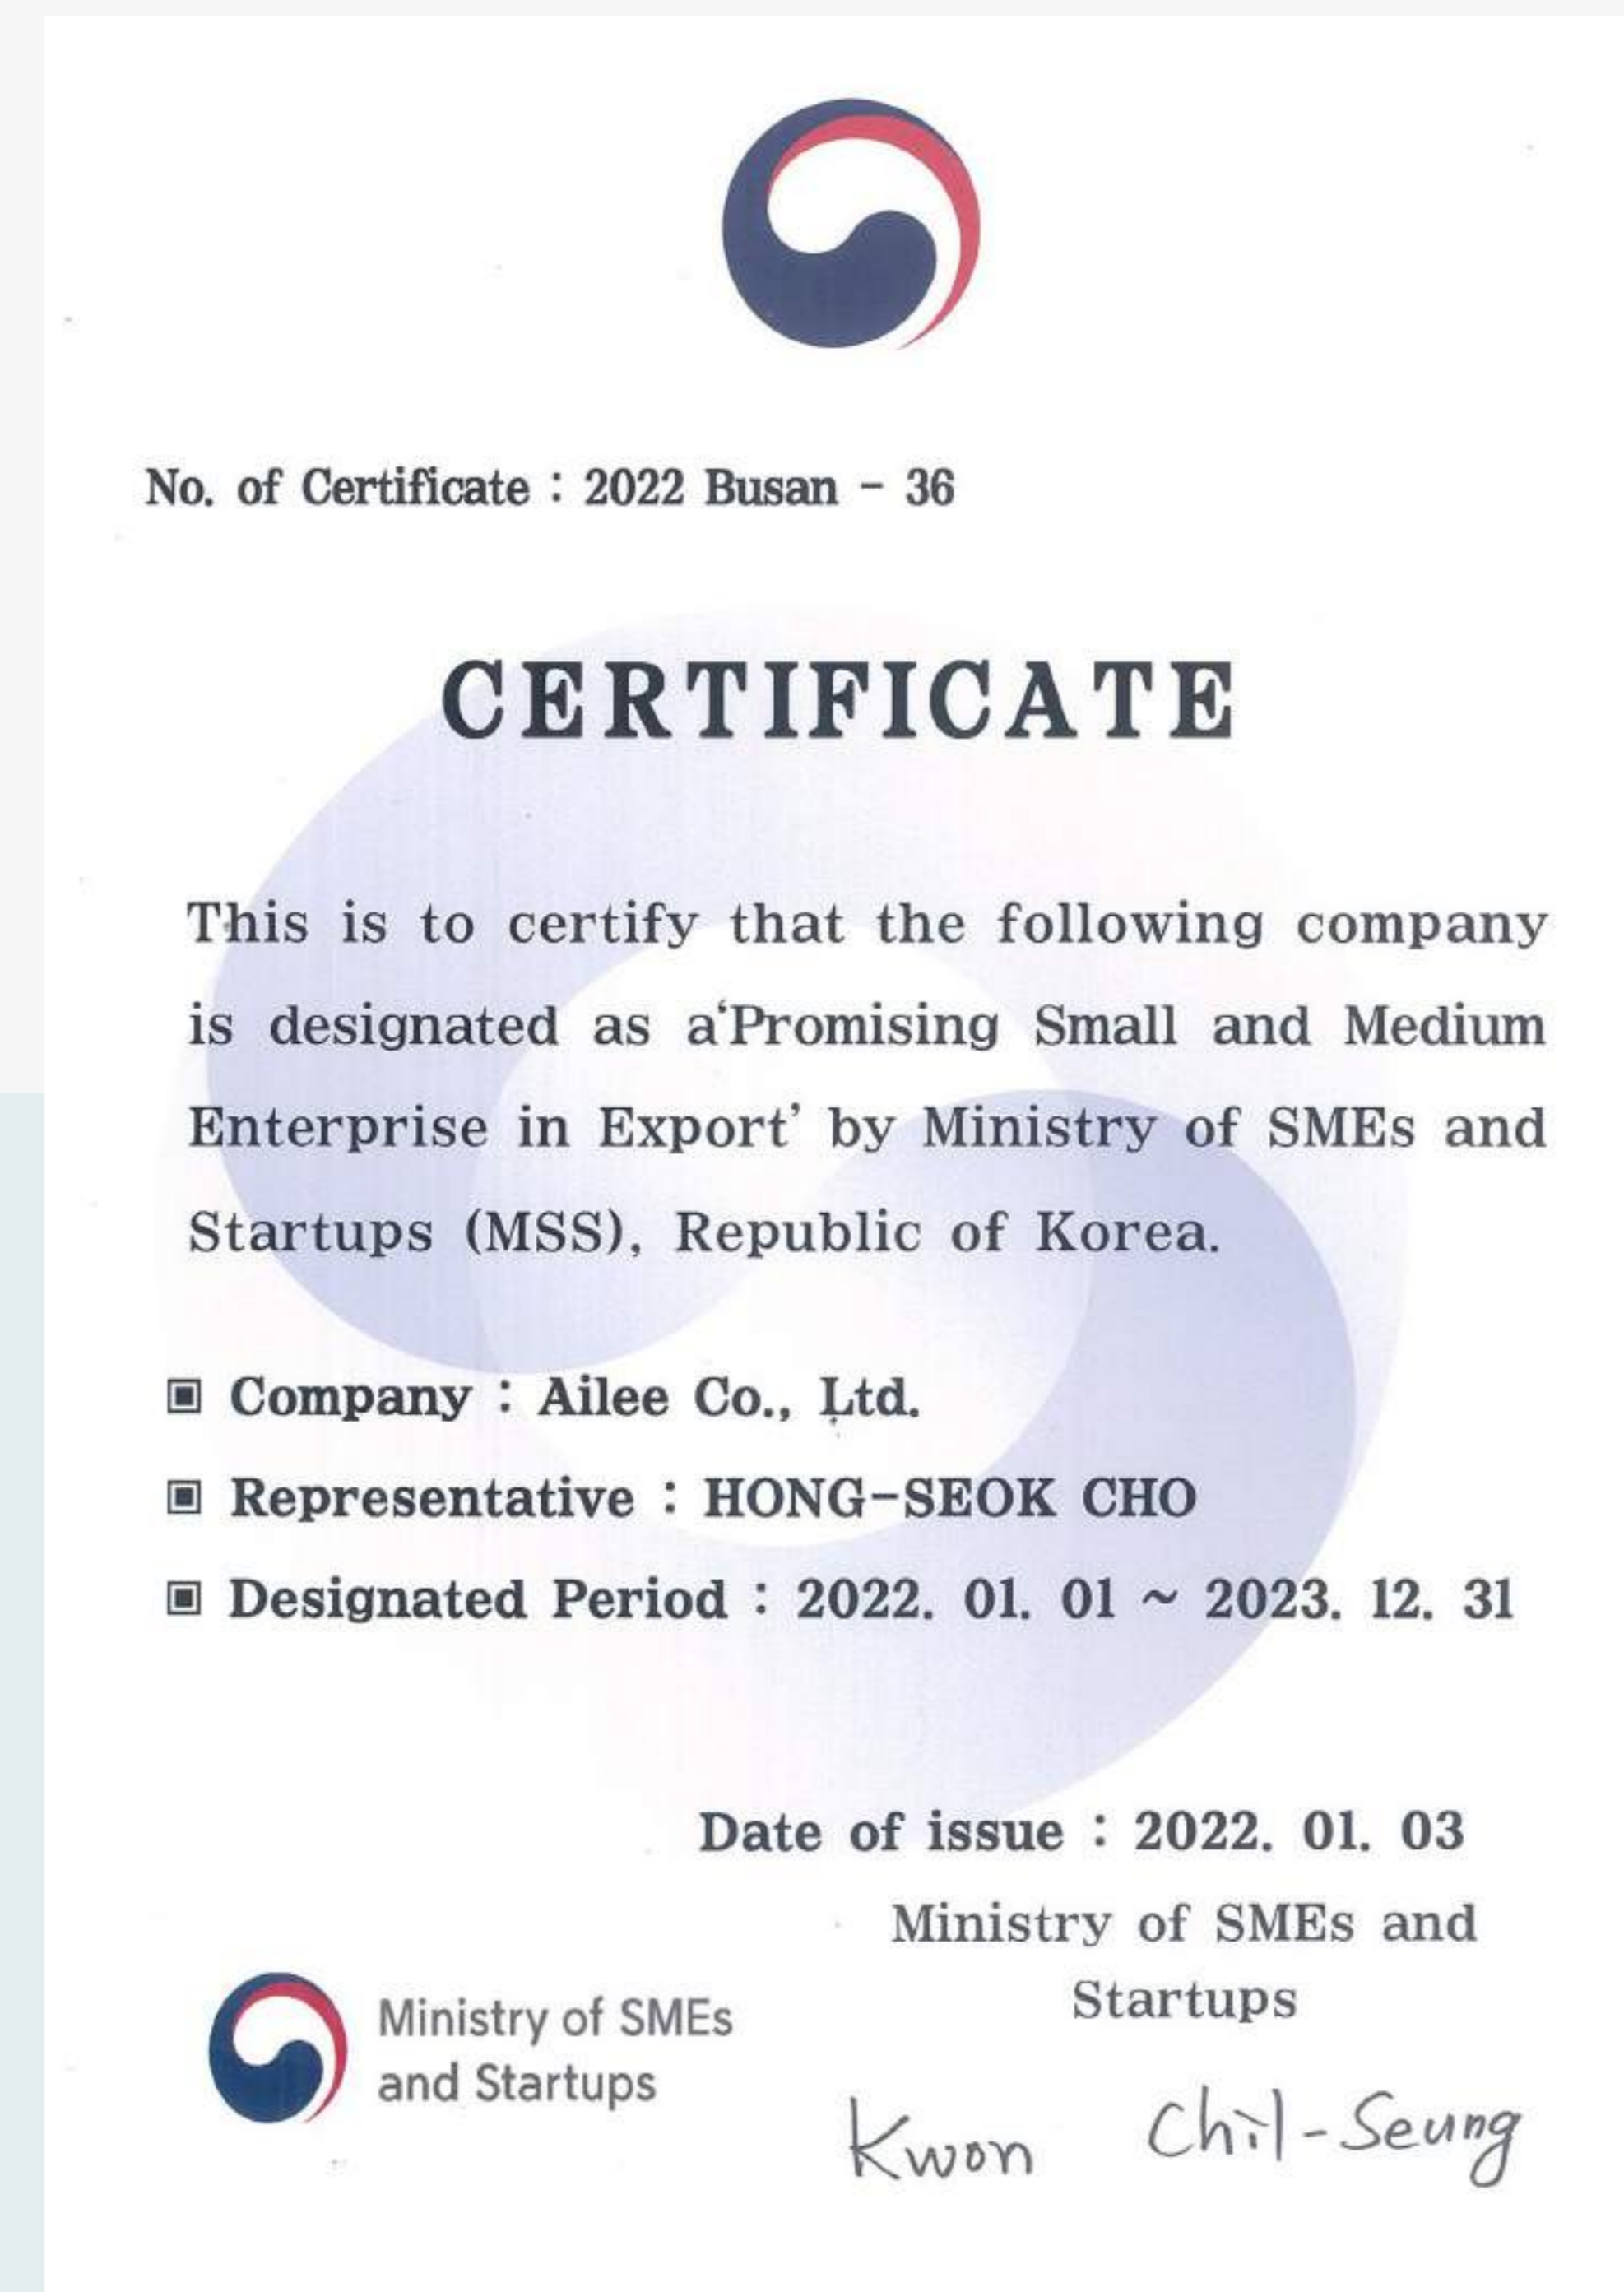 No. of Certificate : 2022 Busan - 36
CERTIFICATE
This is to certify that the following company
is designated as a‘Promising Small and Medium
Enterprise in Export’ by Ministry of SMEs and
Startups (MSS), Republic of Korea.
▣ Company : Ailee Co., Ltd.
▣ Representative : HONG-SEOK CHO
▣ Designated Period : 2022. 01. 01 ~ 2023. 12. 31
Date of issue : 2022. 01. 03
Ministry of SMEs and
Startups
Ministry of SMEs
and Startups
Kwon Chil-Seung